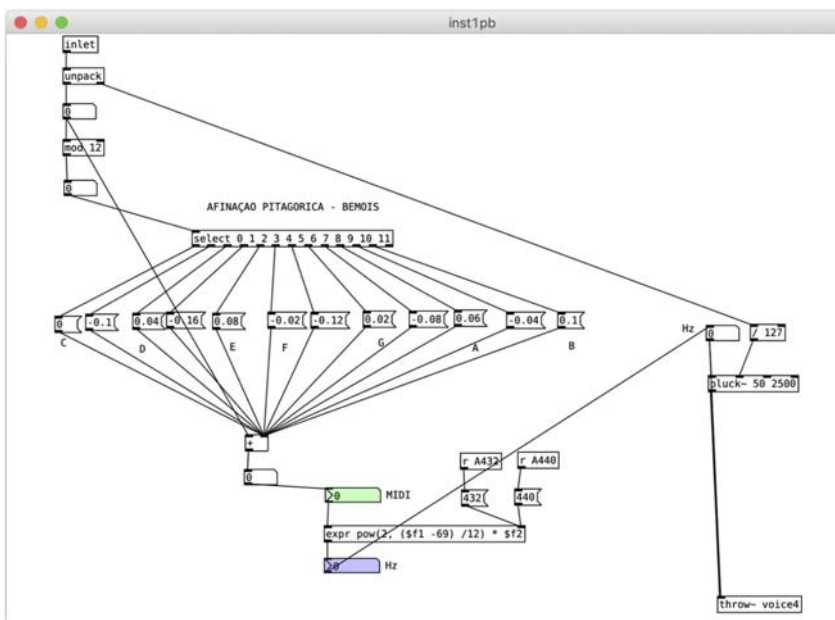 inst1pb
inlet
unpack
0
mod 12
0
AFINAÇAO PITAGORICA - BEMOIS
select 0 1 2 3 4 5 6 7 8 9 10 11
0 -0.1 0.04 -0.16 0.08 -0.02 -0.12 0.02 -0.08 0.06 -0.04 0.1
C D E F G A B
Hz 0 / 127
pluck~ 50 2500
+
0
r A432 r A440
0 MIDI 432 440
expr pow(2, ($f1 -69) /12) * $f2
0 Hz
throw~ voice4